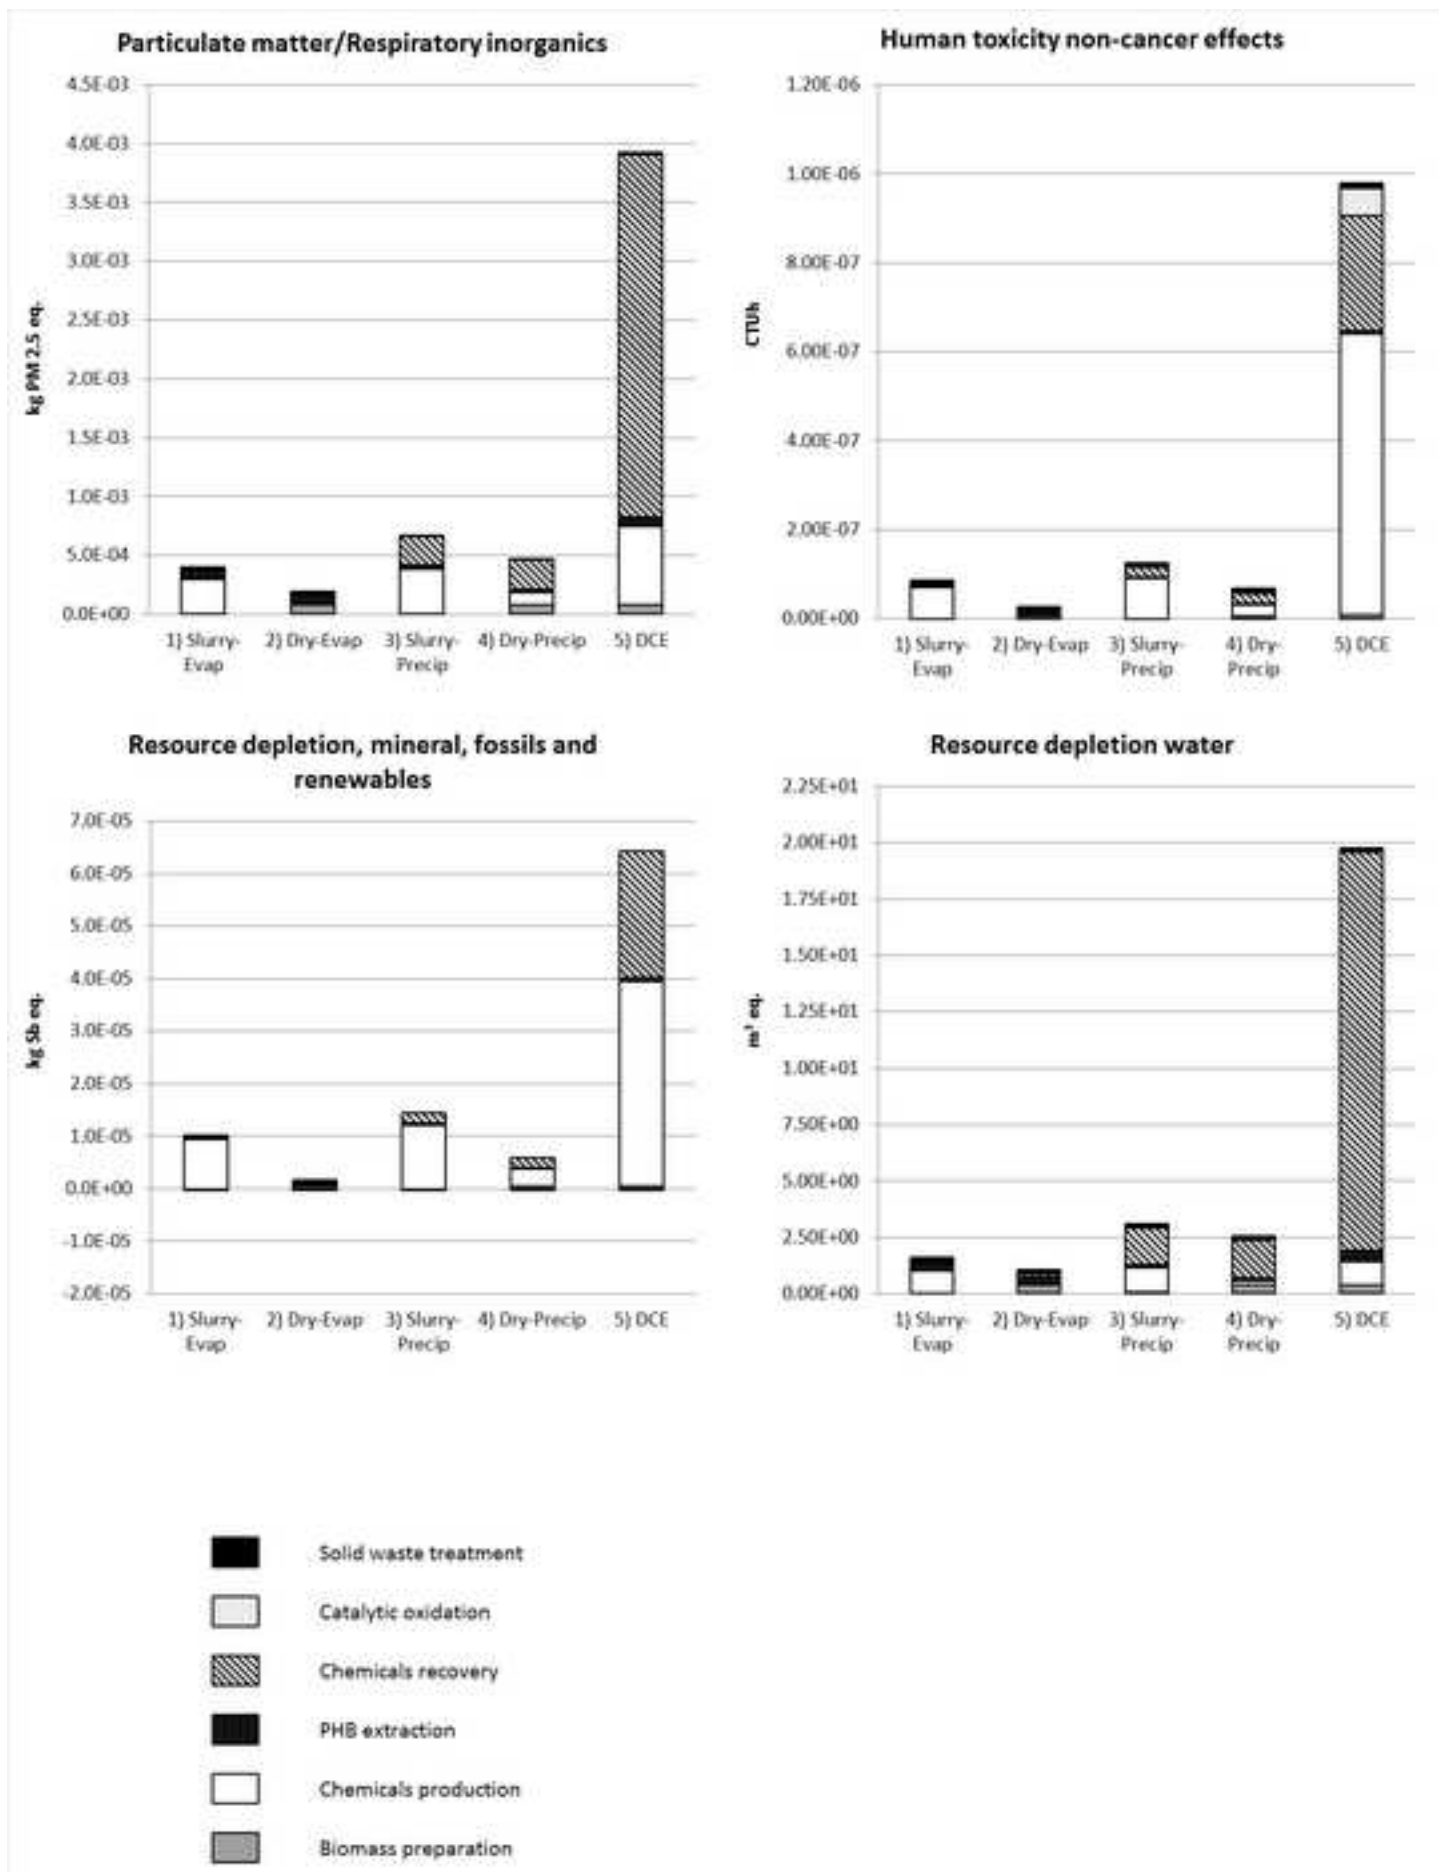 Particulate matter/Respiratory inorganics
4.5E-03
4.0E-03
3.5E-03
3.0E-03
2.5E-03
2.0E-03
1.5E-03
1.0E-03
5.0E-04
0.0E+00
kg PM 2.5 eq.
1) Slurry-
Evap
2) Dry-Evap
3) Slurry-
Precip
4) Dry-Precip
5) DCE
Human toxicity non-cancer effects
1.20E-06
1.00E-06
8.00E-07
6.00E-07
4.00E-07
2.00E-07
0.00E+00
CTUh
1) Slurry-
Evap
2) Dry-Evap
3) Slurry-
Precip
4) Dry-
Precip
5) DCE
Resource depletion, mineral, fossils and
renewables
7.0E-05
6.0E-05
5.0E-05
4.0E-05
3.0E-05
2.0E-05
1.0E-05
0.0E+00
-1.0E-05
-2.0E-05
kg Sb eq.
1) Slurry-
Evap
2) Dry-Evap
3) Slurry-
Precip
4) Dry-Precip
5) DCE
Resource depletion water
2.25E+01
2.00E+01
1.75E+01
1.50E+01
1.25E+01
1.00E+01
7.50E+00
5.00E+00
2.50E+00
0.00E+00
m³ eq.
1) Slurry-
Evap
2) Dry-Evap
3) Slurry-
Precip
4) Dry-
Precip
5) DCE
Solid waste treatment
Catalytic oxidation
Chemicals recovery
PHB extraction
Chemicals production
Biomass preparation